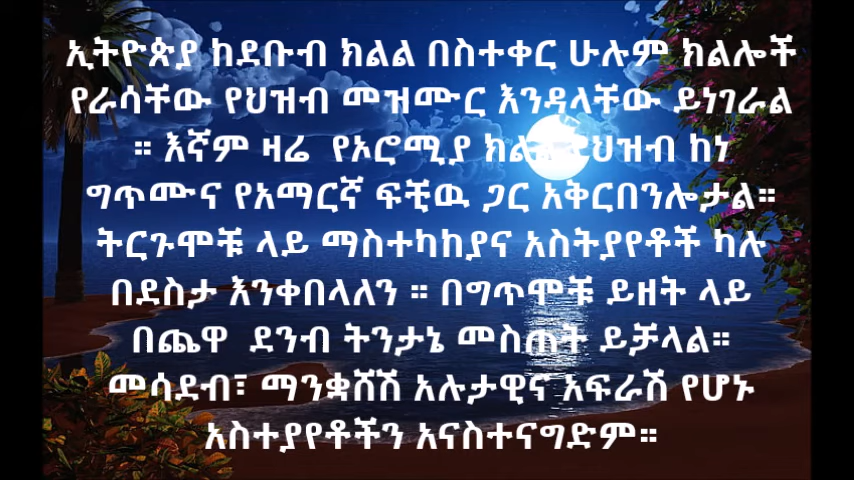 ኢትዮጵያ ከደቡብ ክልል በስተቀር ሁሉም ክልሎች
የራሳቸው የህዝብ መዝሙር እንዳላቸው ይነገራል
። እኛም ዛሬ የኦሮሚያ ክልል የህዝብ ከነ
ግጥሙና የአማርኛ ፍቺዉ ጋር አቅርበንሎታል።
ትርጉሞቹ ላይ ማስተካከያና አስትያየቶች ካሉ
በደስታ እንቀበላለን ። በግጥሞቹ ይዘት ላይ
በጨዋ ደንብ ትንታኔ መስጠት ይቻላል።
መሳደብ፣ ማንቋሸሽ አሉታዊና አፍራሽ የሆኑ
አስተያየቶችን አናስተናግድም።